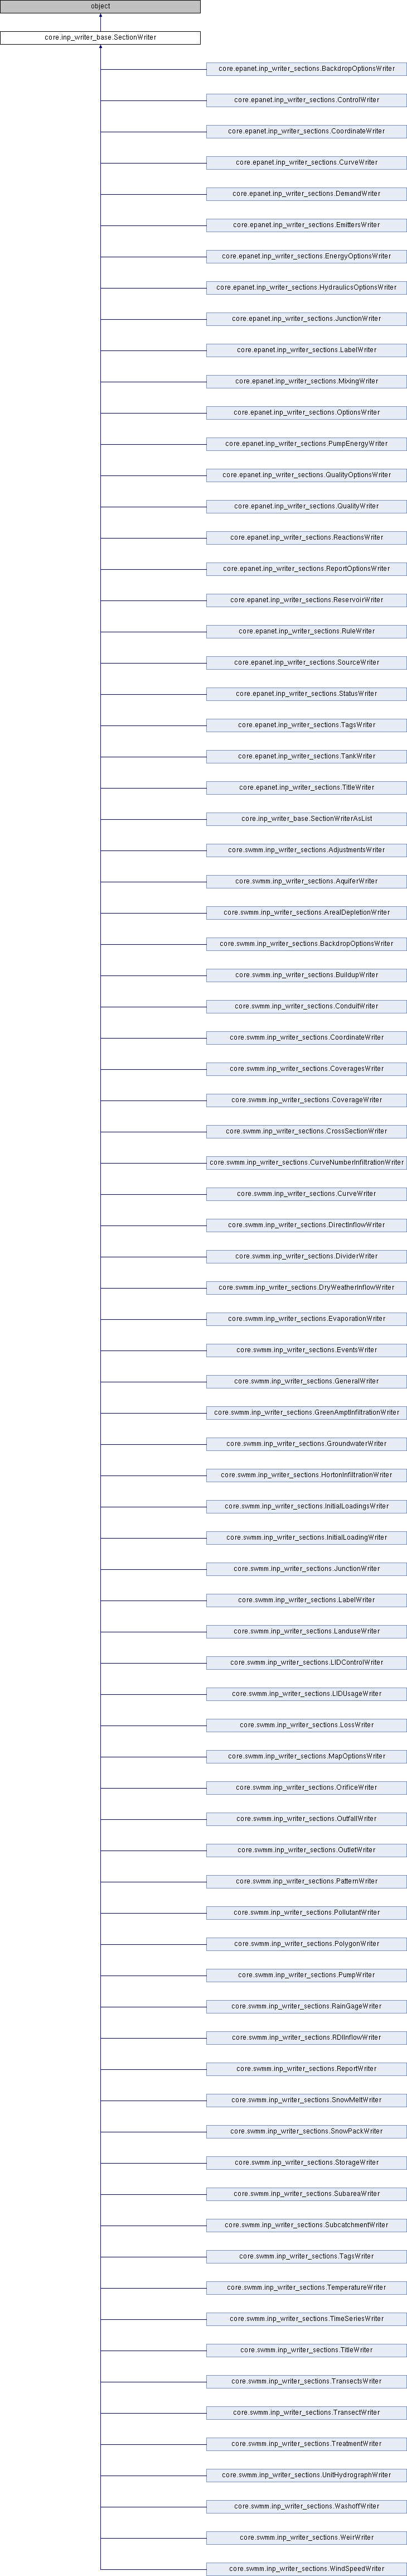 object
core.inp_writer_base.SectionWriter
core.epanet.inp_writer_sections.BackdropOptionsWriter
core.epanet.inp_writer_sections.ControlWriter
core.epanet.inp_writer_sections.CoordinateWriter
core.epanet.inp_writer_sections.CurveWriter
core.epanet.inp_writer_sections.DemandWriter
core.epanet.inp_writer_sections.EmittersWriter
core.epanet.inp_writer_sections.EnergyOptionsWriter
core.epanet.inp_writer_sections.HydraulicsOptionsWriter
core.epanet.inp_writer_sections.JunctionWriter
core.epanet.inp_writer_sections.LabelWriter
core.epanet.inp_writer_sections.MixingWriter
core.epanet.inp_writer_sections.OptionsWriter
core.epanet.inp_writer_sections.PumpEnergyWriter
core.epanet.inp_writer_sections.QualityOptionsWriter
core.epanet.inp_writer_sections.QualityWriter
core.epanet.inp_writer_sections.ReactionsWriter
core.epanet.inp_writer_sections.ReportOptionsWriter
core.epanet.inp_writer_sections.ReservoirWriter
core.epanet.inp_writer_sections.RuleWriter
core.epanet.inp_writer_sections.SourceWriter
core.epanet.inp_writer_sections.StatusWriter
core.epanet.inp_writer_sections.TagsWriter
core.epanet.inp_writer_sections.TankWriter
core.epanet.inp_writer_sections.TitleWriter
core.inp_writer_base.SectionWriterAsList
core.swmm.inp_writer_sections.AdjustmentsWriter
core.swmm.inp_writer_sections.AquiferWriter
core.swmm.inp_writer_sections.ArealDepletionWriter
core.swmm.inp_writer_sections.BackdropOptionsWriter
core.swmm.inp_writer_sections.BuildupWriter
core.swmm.inp_writer_sections.ConduitWriter
core.swmm.inp_writer_sections.CoordinateWriter
core.swmm.inp_writer_sections.CoveragesWriter
core.swmm.inp_writer_sections.CoverageWriter
core.swmm.inp_writer_sections.CrossSectionWriter
core.swmm.inp_writer_sections.CurveNumberInfiltrationWriter
core.swmm.inp_writer_sections.CurveWriter
core.swmm.inp_writer_sections.DirectInflowWriter
core.swmm.inp_writer_sections.DividerWriter
core.swmm.inp_writer_sections.DryWeatherInflowWriter
core.swmm.inp_writer_sections.EvaporationWriter
core.swmm.inp_writer_sections.EventsWriter
core.swmm.inp_writer_sections.GeneralWriter
core.swmm.inp_writer_sections.GreenAmptInfiltrationWriter
core.swmm.inp_writer_sections.GroundwaterWriter
core.swmm.inp_writer_sections.HortonInfiltrationWriter
core.swmm.inp_writer_sections.InitialLoadingsWriter
core.swmm.inp_writer_sections.InitialLoadingWriter
core.swmm.inp_writer_sections.JunctionWriter
core.swmm.inp_writer_sections.LabelWriter
core.swmm.inp_writer_sections.LanduseWriter
core.swmm.inp_writer_sections.LIDControlWriter
core.swmm.inp_writer_sections.LIDUsageWriter
core.swmm.inp_writer_sections.LossWriter
core.swmm.inp_writer_sections.MapOptionsWriter
core.swmm.inp_writer_sections.OrificeWriter
core.swmm.inp_writer_sections.OutfallWriter
core.swmm.inp_writer_sections.OutletWriter
core.swmm.inp_writer_sections.PatternWriter
core.swmm.inp_writer_sections.PollutantWriter
core.swmm.inp_writer_sections.PolygonWriter
core.swmm.inp_writer_sections.PumpWriter
core.swmm.inp_writer_sections.RainGageWriter
core.swmm.inp_writer_sections.RDIInflowWriter
core.swmm.inp_writer_sections.ReportWriter
core.swmm.inp_writer_sections.SnowMeltWriter
core.swmm.inp_writer_sections.SnowPackWriter
core.swmm.inp_writer_sections.StorageWriter
core.swmm.inp_writer_sections.SubareaWriter
core.swmm.inp_writer_sections.SubcatchmentWriter
core.swmm.inp_writer_sections.TagsWriter
core.swmm.inp_writer_sections.TemperatureWriter
core.swmm.inp_writer_sections.TimeSeriesWriter
core.swmm.inp_writer_sections.TitleWriter
core.swmm.inp_writer_sections.TransectsWriter
core.swmm.inp_writer_sections.TransectWriter
core.swmm.inp_writer_sections.TreatmentWriter
core.swmm.inp_writer_sections.UnitHydrographWriter
core.swmm.inp_writer_sections.WashoffWriter
core.swmm.inp_writer_sections.WeirWriter
core.swmm.inp_writer_sections.WindSpeedWriter